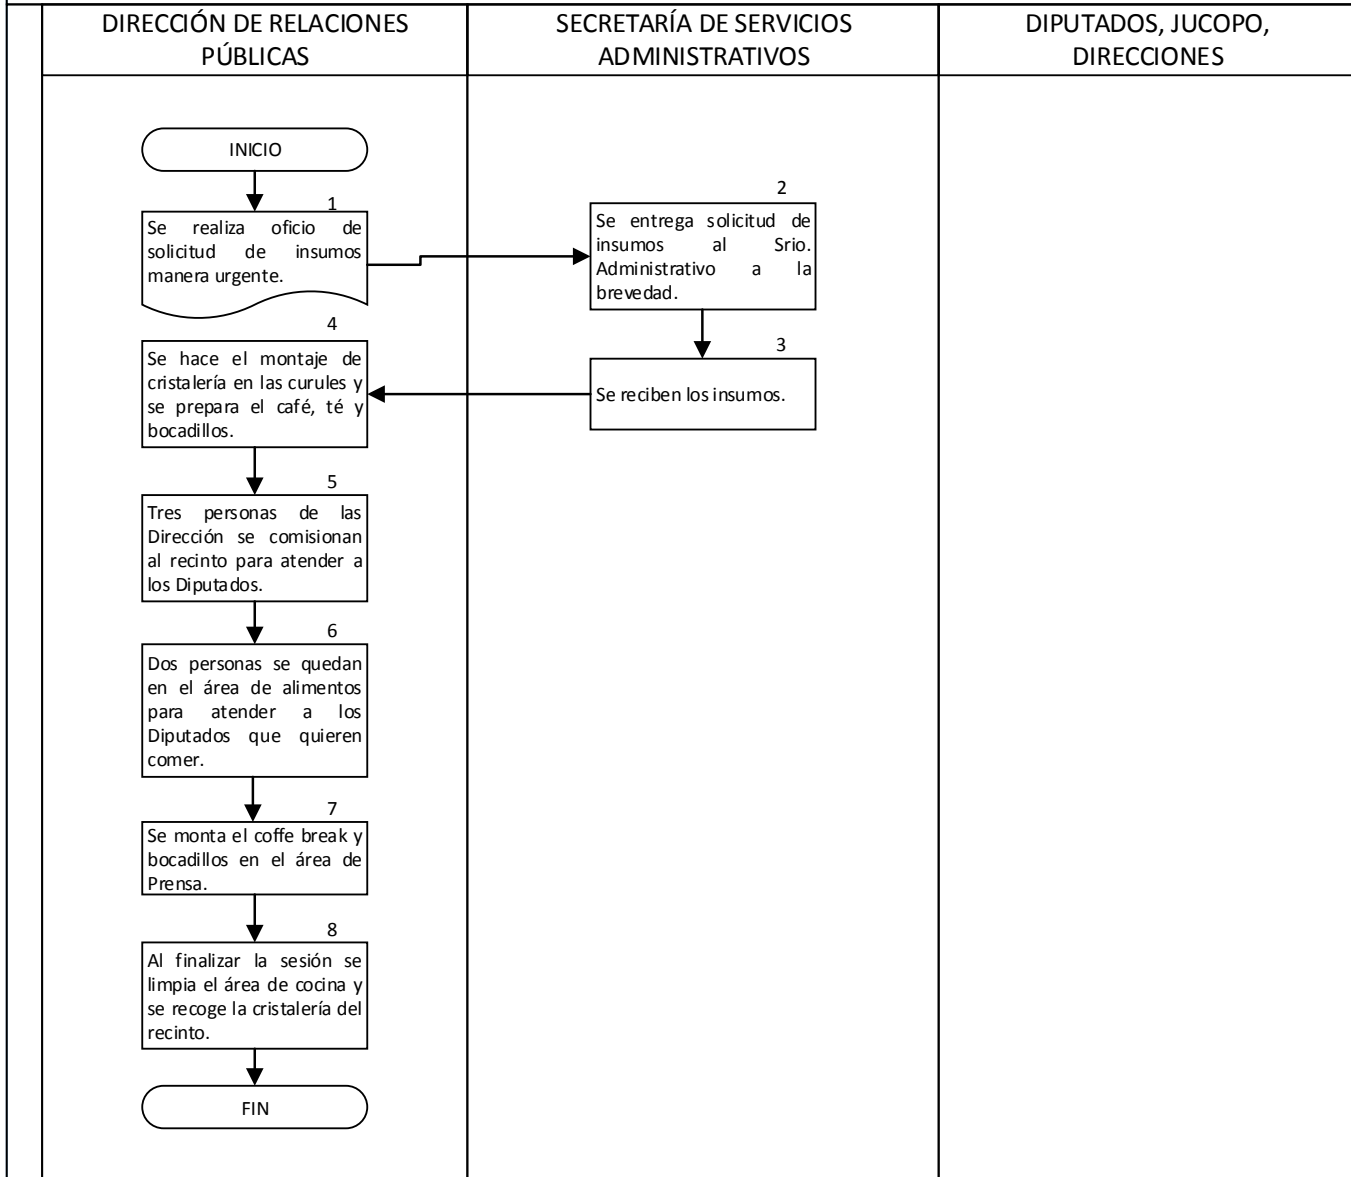 DIRECCIÓN DE RELACIONES
PÚBLICAS
SECRETARÍA DE SERVICIOS
ADMINISTRATIVOS
DIPUTADOS, JUCOPO,
DIRECCIONES
INICIO
1
Se realiza oficio de
solicitud de insumos
manera urgente.
2
Se entrega solicitud de
insumos al Srio.
Administrativo a la
brevedad.
3
Se reciben los insumos.
4
Se hace el montaje de
cristalería en las curules y
se prepara el café, té y
bocadillos.
5
Tres personas de las
Dirección se comisionan
al recinto para atender a
los Diputados.
6
Dos personas se quedan
en el área de alimentos
para atender a los
Diputados que quieren
comer.
7
Se monta el coffe break y
bocadillos en el área de
Prensa.
8
Al finalizar la sesión se
limpia el área de cocina y
se recoge la cristalería del
recinto.
FIN